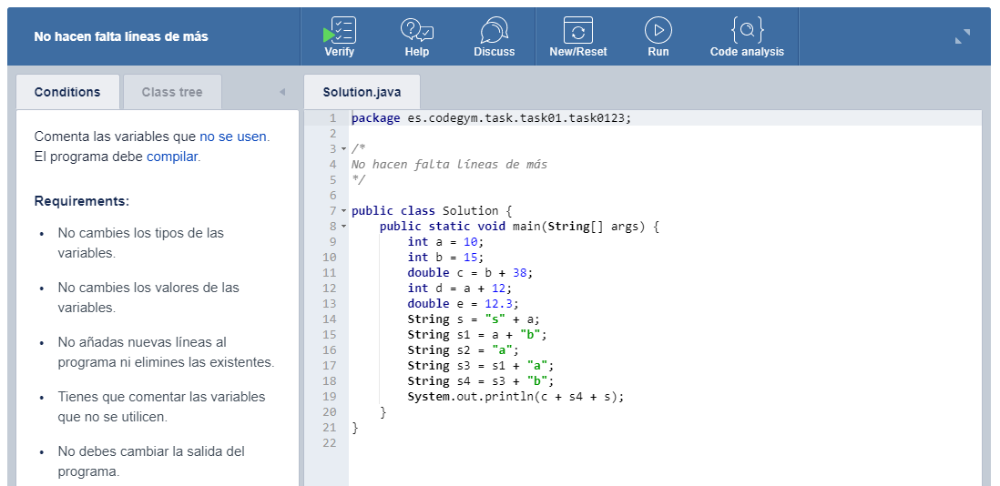 No hacen falta líneas de más
Verify
Help
Discuss
New/Reset
Run
Code analysis
Conditions
Class tree
Comenta las variables que no se usen.
El programa debe compilar.
Requirements:
• No cambies los tipos de las
variables.
• No cambies los valores de las
variables.
• No añadas nuevas líneas al
programa ni elimines las existentes.
• Tienes que comentar las variables
que no se utilicen.
• No debes cambiar la salida del
programa.
Solution.java
1 package es.codegym.task.task01.task0123;
2
3 /*
4 No hacen falta líneas de más
5 */
6
7 public class Solution {
8     public static void main(String[] args) {
9         int a = 10;
10         int b = 15;
11         double c = b + 38;
12         int d = a + 12;
13         double e = 12.3;
14         String s = "s" + a;
15         String s1 = a + "b";
16         String s2 = "a";
17         String s3 = s1 + "a";
18         String s4 = s3 + "b";
19         System.out.println(c + s4 + s);
20     }
21 }
22